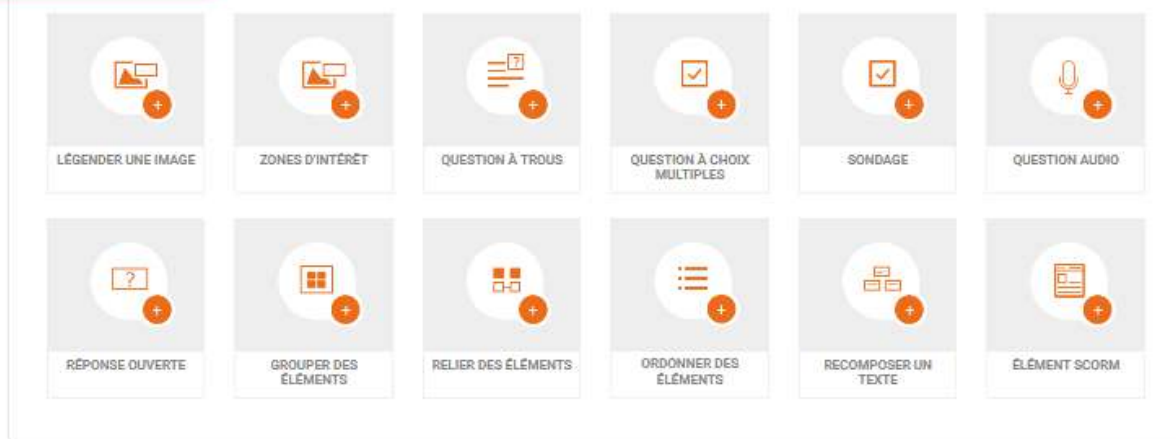 LÉGENDER UNE IMAGE
ZONES D'INTÉRÊT
QUESTION À TROUS
QUESTION À CHOIX
MULTIPLES
SONDAGE
QUESTION AUDIO
RÉPONSE OUVERTE
GROUPER DES
ÉLÉMENTS
RELIER DES ÉLÉMENTS
ORDONNER DES
ÉLÉMENTS
RECOMPOSER UN
TEXTE
ÉLÉMENT SCORM